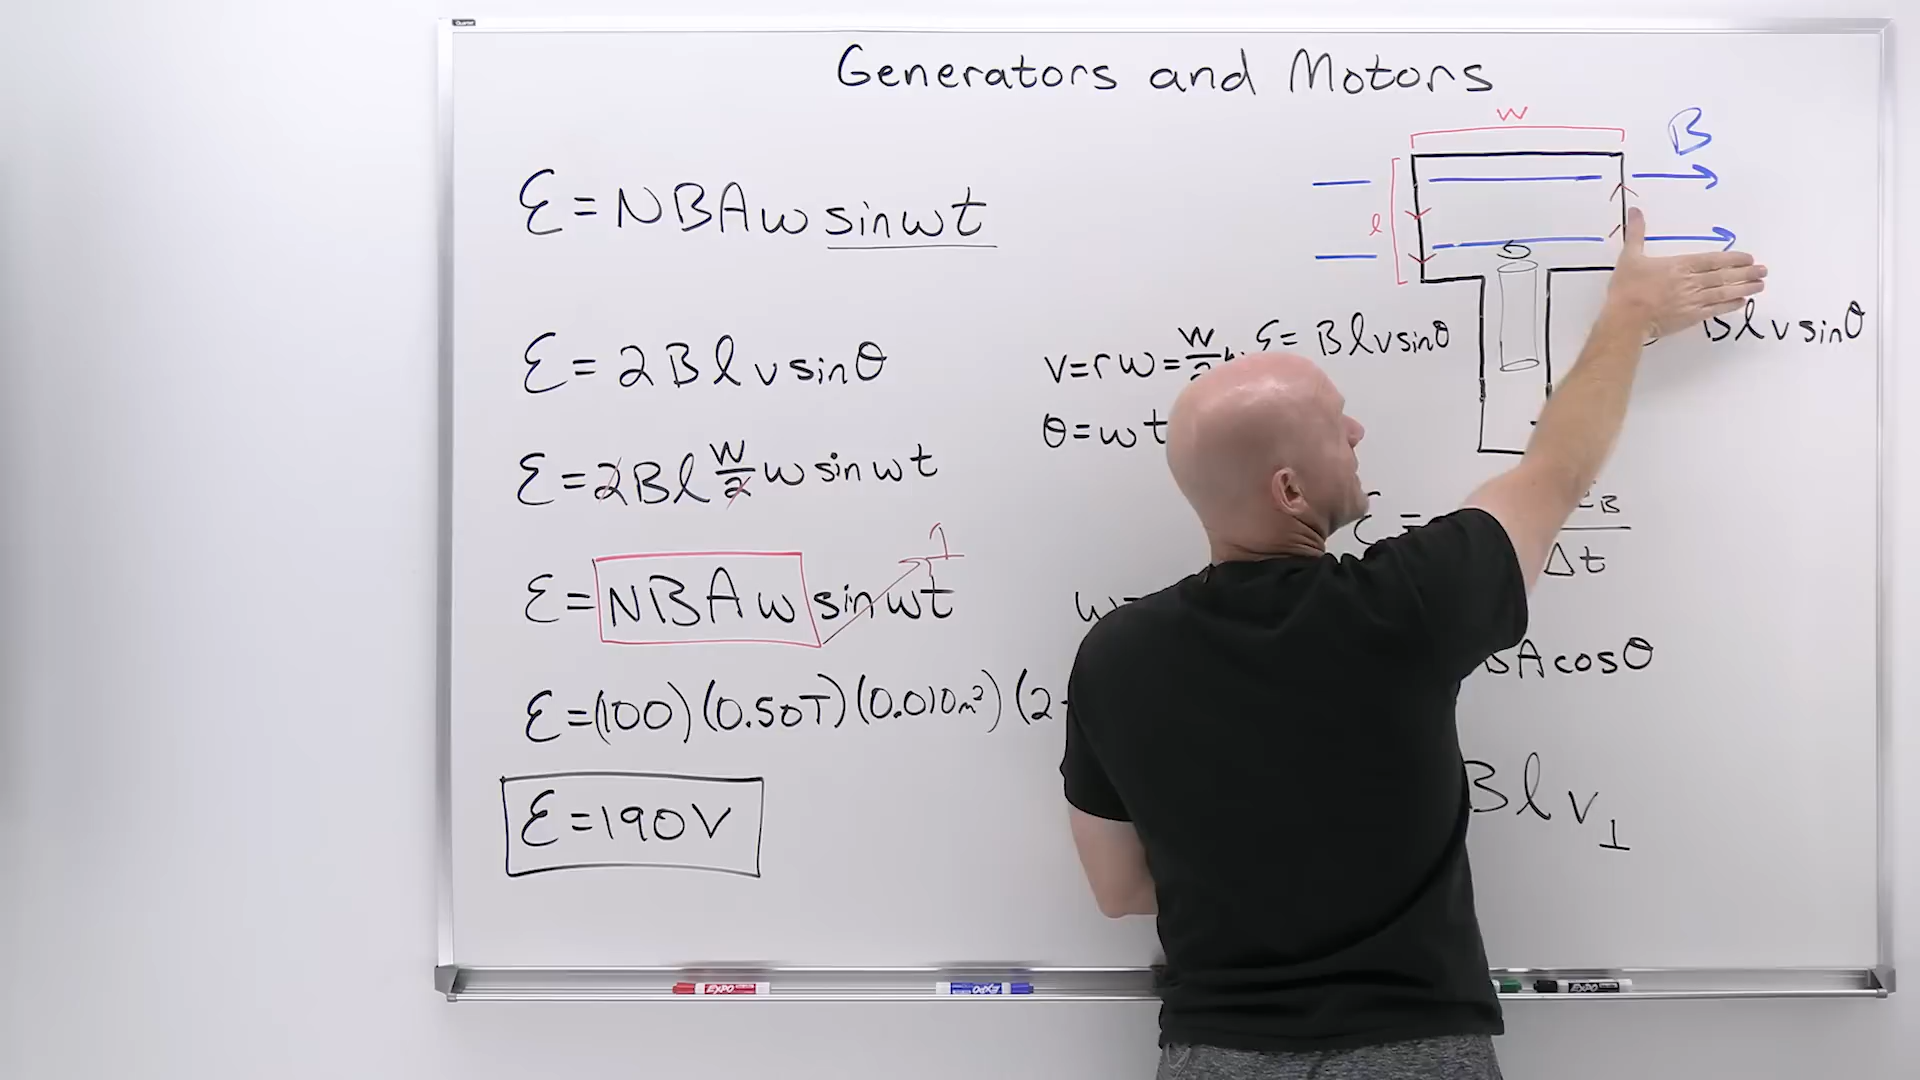 Generators and Motors
w
B
ℰ = NBAω sinωt
ℓ
ℰ = 2Bℓv sinθ
v = rω = w/2
ℰ = Bℓv sinθ
Bℓv sinθ
θ = ωt
ℰ = 2Bℓ w/2 ω sinωt
B
Δt
1
ℰ = NBAω sinωt
ω=
A cosθ
ℰ = (100)(0.50T)(0.010m²)(2
ℰ = 190V
Bℓv⊥
EXPO
EXPO
EXPO